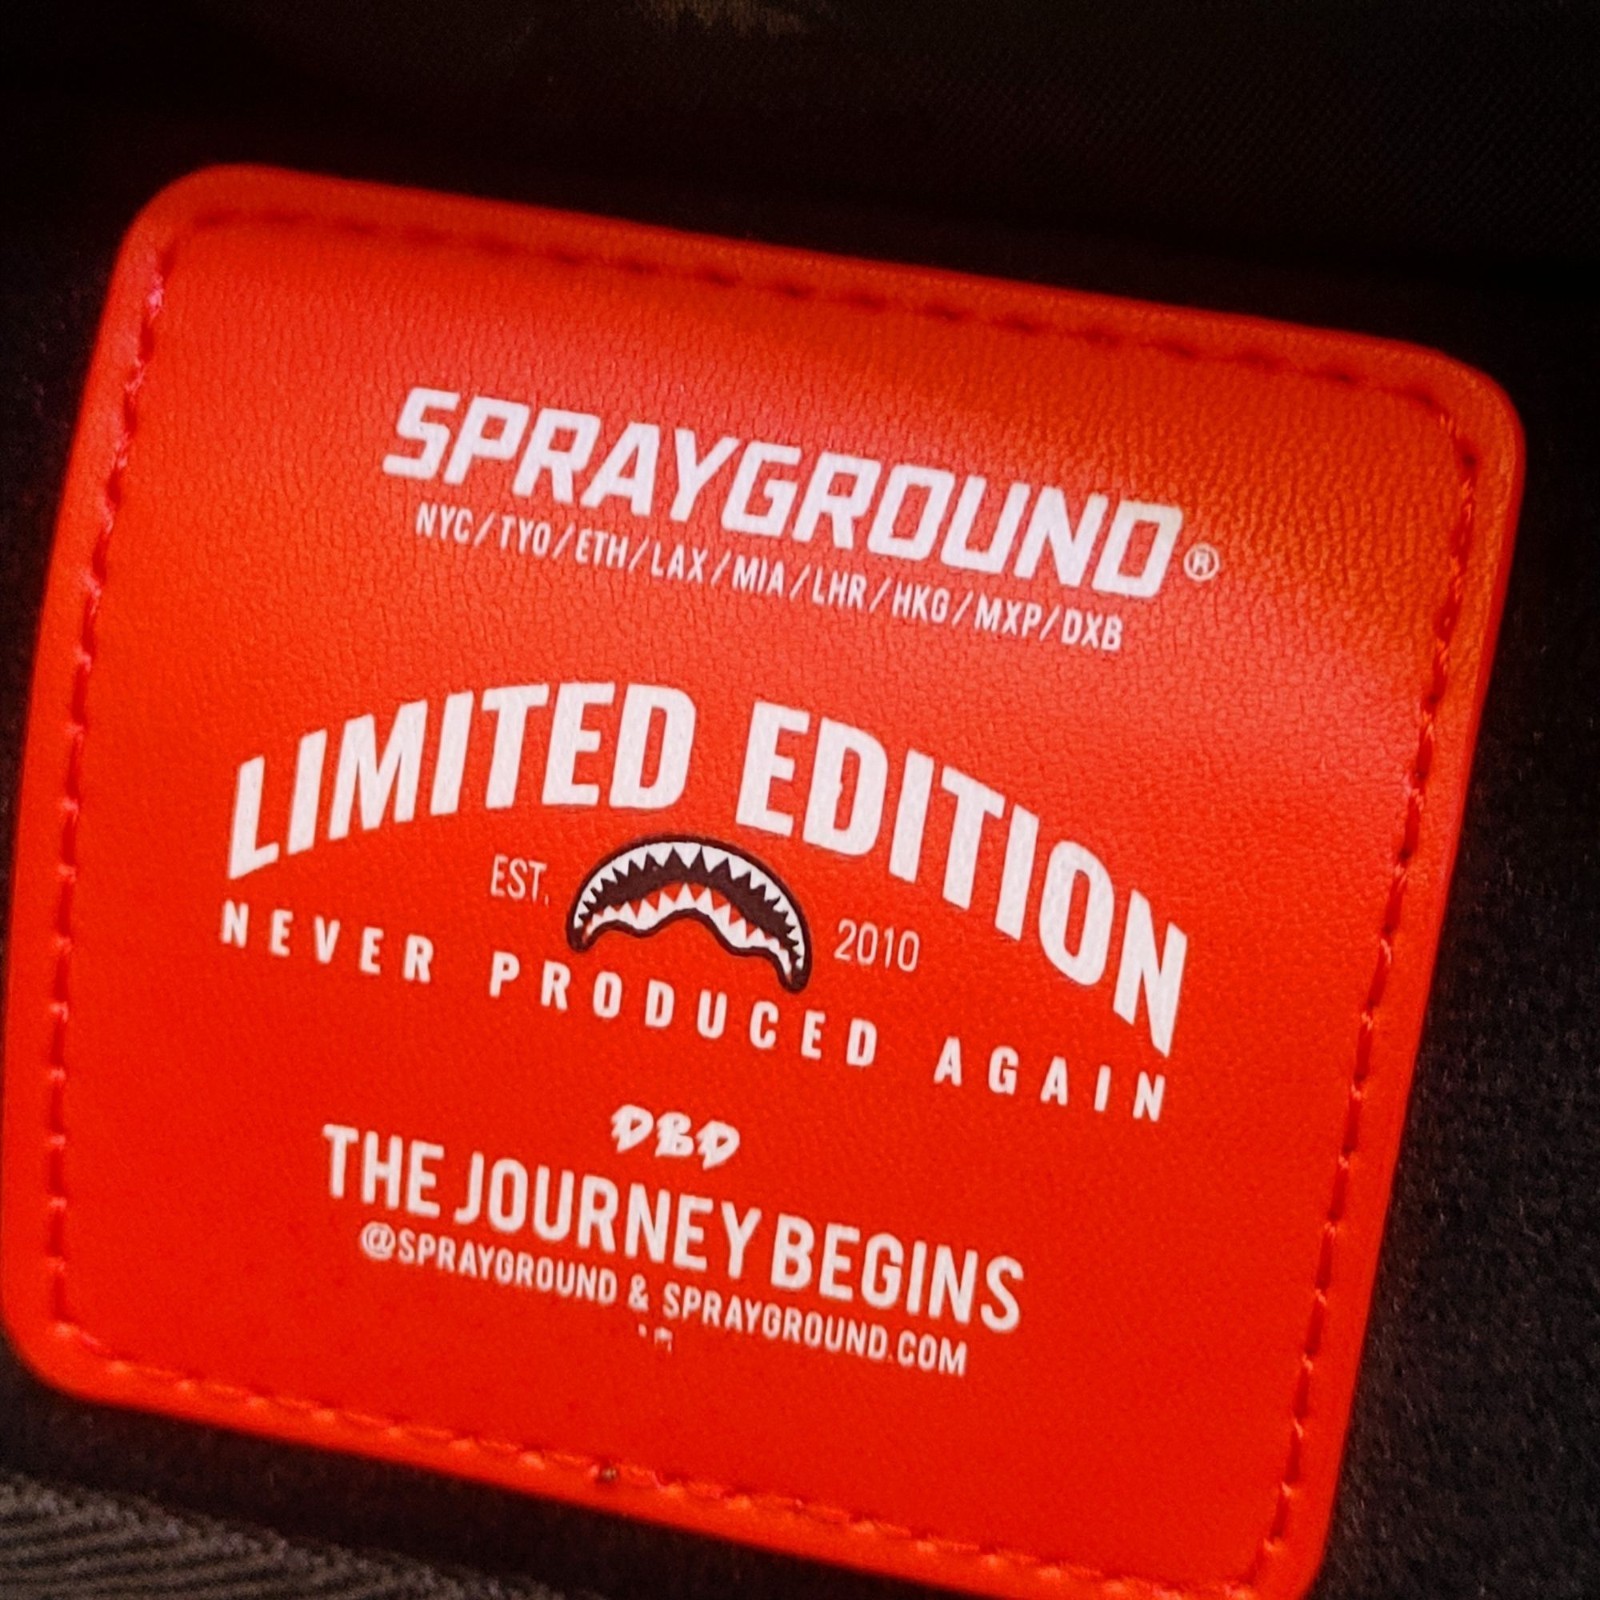 SPRAYGROUND®
NYC/TYO/ETH/LAX/MIA/LHR/HKG/MXP/DXB
LIMITED EDITION
EST. 2010
NEVER PRODUCED AGAIN
DBD
THE JOURNEY BEGINS
@SPRAYGROUND & SPRAYGROUND.COM